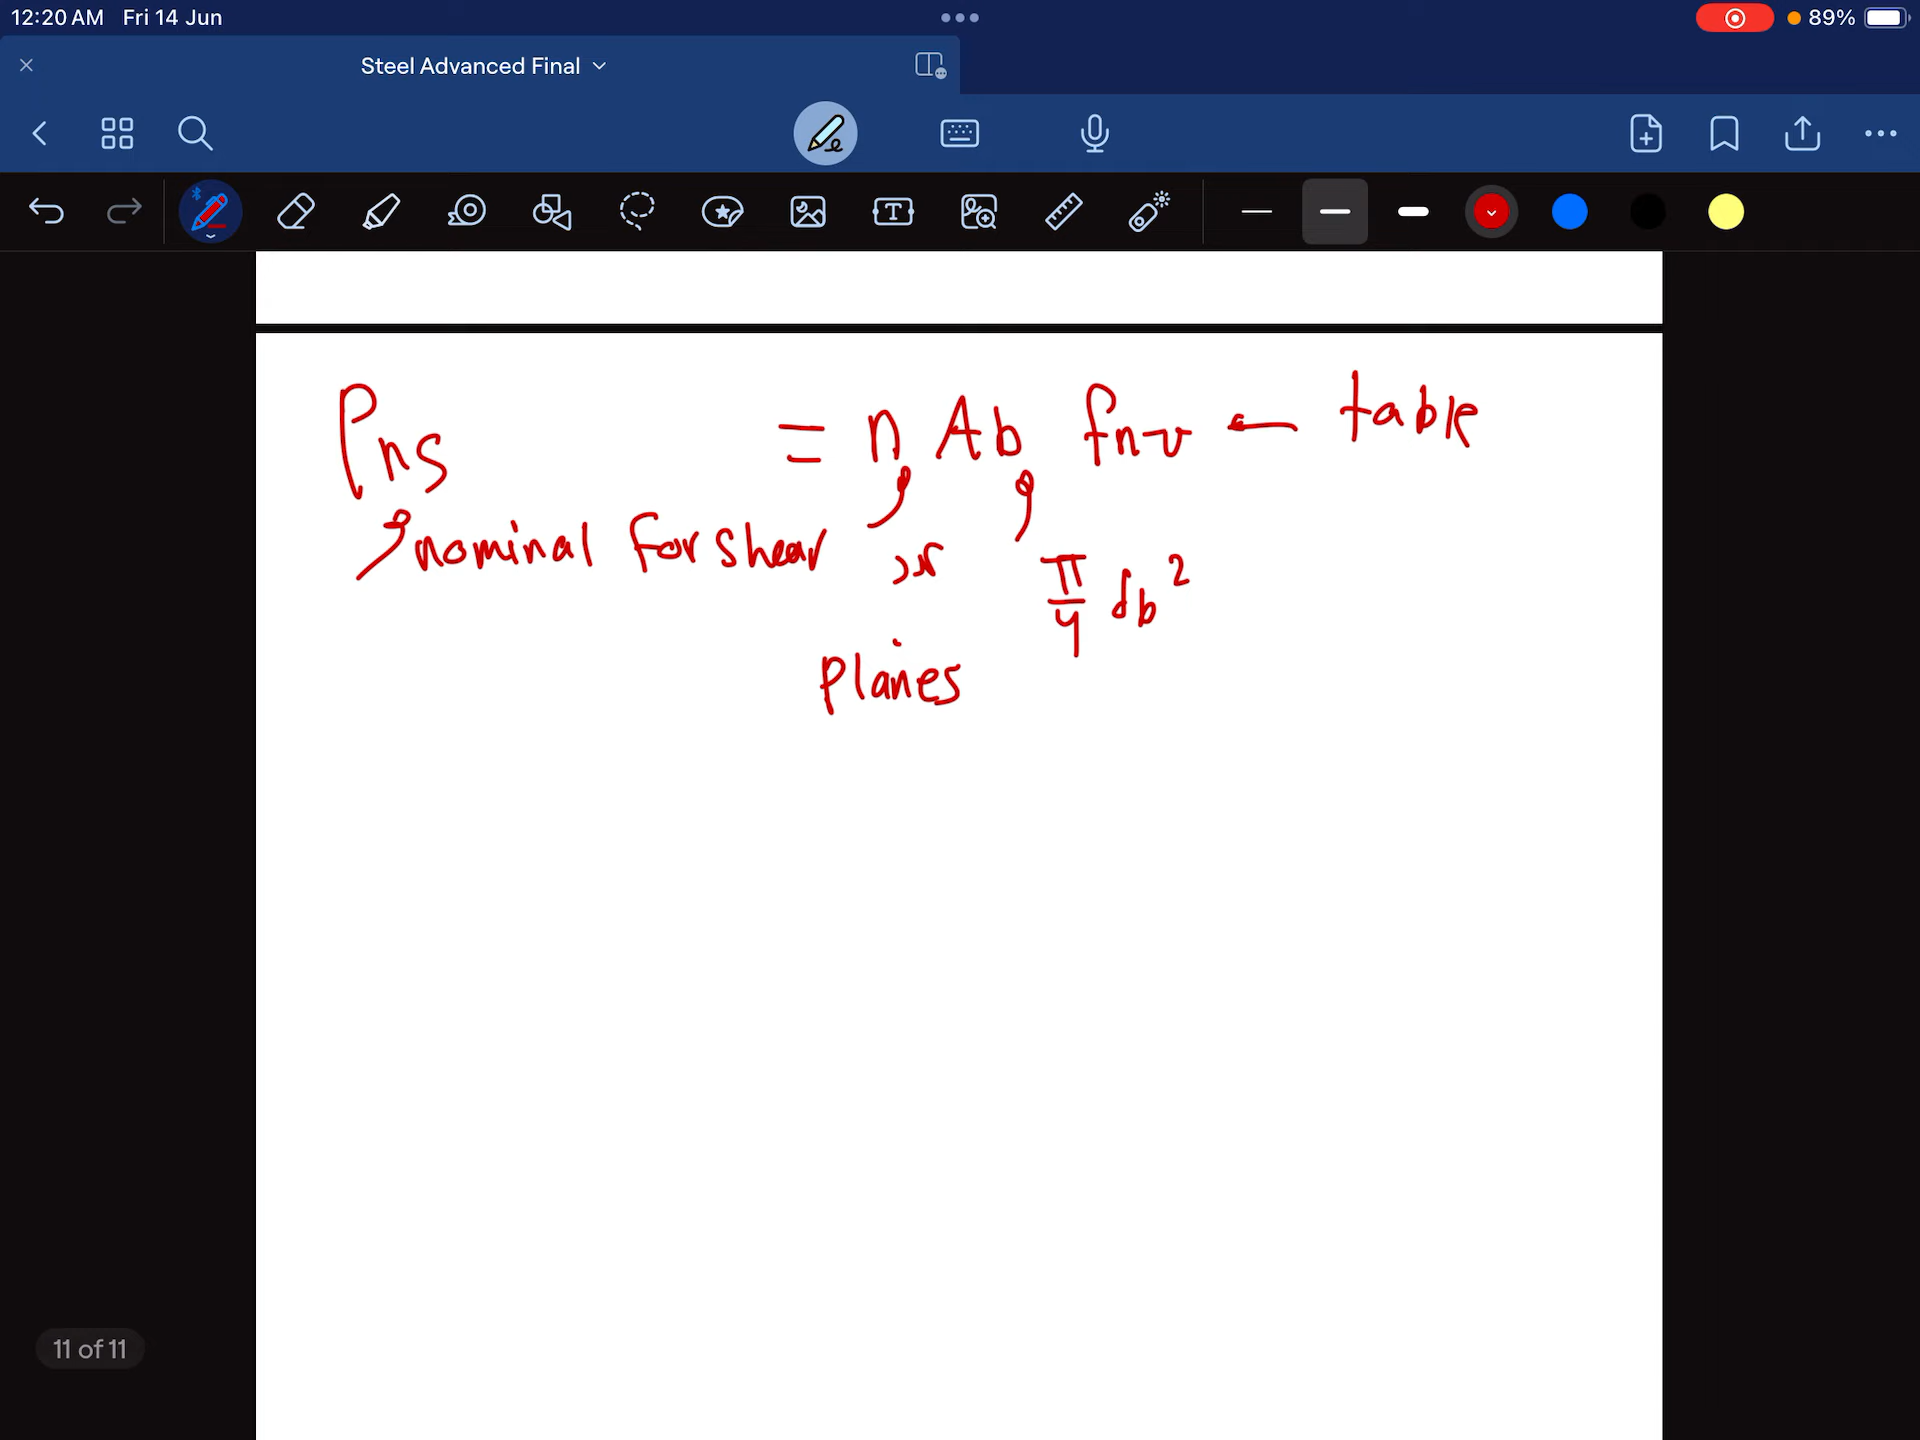 12:20 AM Fri 14 Jun
89%
Steel Advanced Final
Pns = n Ab fnv ← table
nominal for shear
π/4 db²
Planes
11 of 11